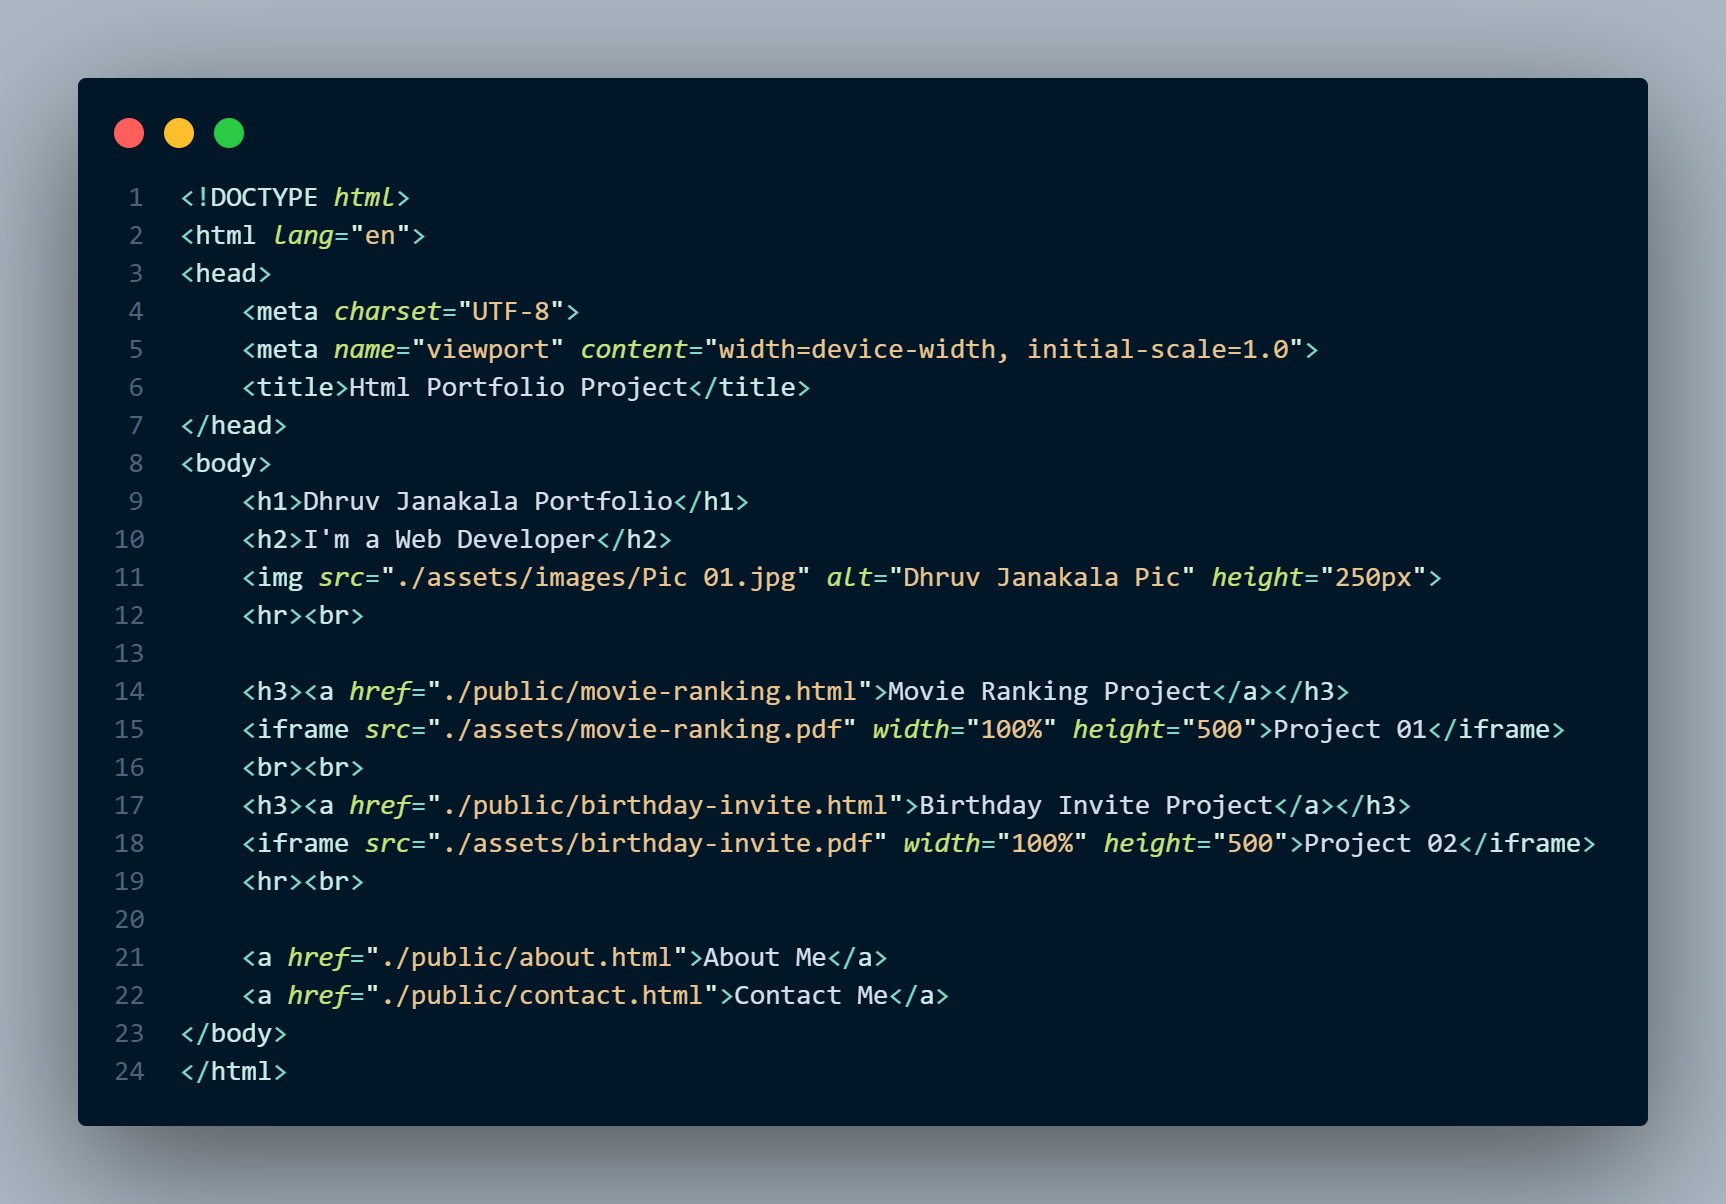 1 <!DOCTYPE html>
2 <html lang="en">
3 <head>
4     <meta charset="UTF-8">
5     <meta name="viewport" content="width=device-width, initial-scale=1.0">
6     <title>Html Portfolio Project</title>
7 </head>
8 <body>
9     <h1>Dhruv Janakala Portfolio</h1>
10     <h2>I'm a Web Developer</h2>
11     <img src="./assets/images/Pic 01.jpg" alt="Dhruv Janakala Pic" height="250px">
12     <hr><br>
13
14     <h3><a href="./public/movie-ranking.html">Movie Ranking Project</a></h3>
15     <iframe src="./assets/movie-ranking.pdf" width="100%" height="500">Project 01</iframe>
16     <br><br>
17     <h3><a href="./public/birthday-invite.html">Birthday Invite Project</a></h3>
18     <iframe src="./assets/birthday-invite.pdf" width="100%" height="500">Project 02</iframe>
19     <hr><br>
20
21     <a href="./public/about.html">About Me</a>
22     <a href="./public/contact.html">Contact Me</a>
23 </body>
24 </html>